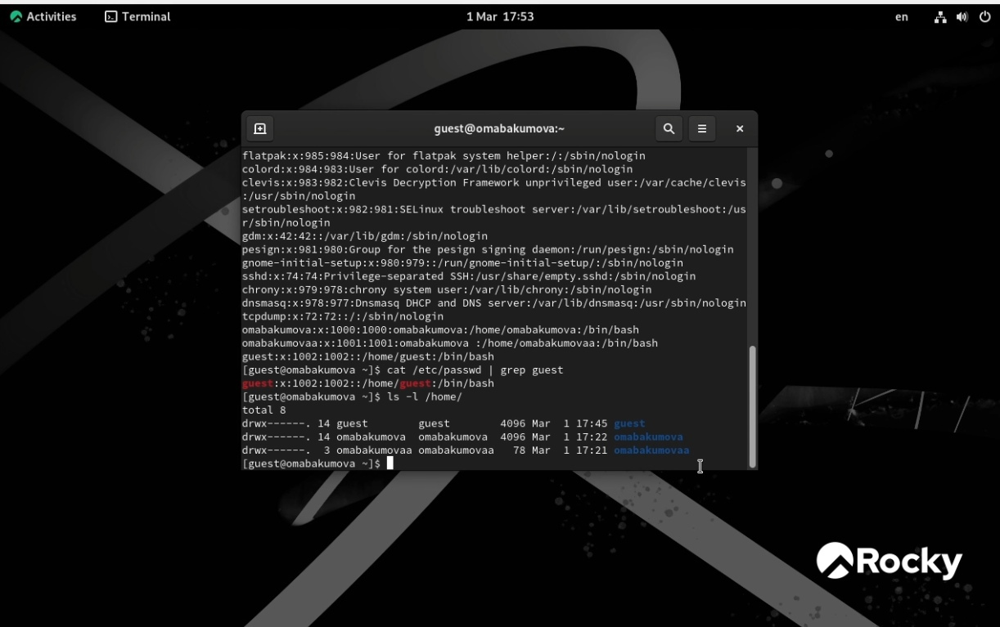 Activities
Terminal
1 Mar 17:53
en
guest@omabakumova:~
flatpak:x:985:984:User for flatpak system helper:/:/sbin/nologin
colord:x:984:983:User for colord:/var/lib/colord:/sbin/nologin
clevis:x:983:982:Clevis Decryption Framework unprivileged user:/var/cache/clevis
:/usr/sbin/nologin
setroubleshoot:x:982:981:SELinux troubleshoot server:/var/lib/setroubleshoot:/us
r/sbin/nologin
gdm:x:42:42::/var/lib/gdm:/sbin/nologin
pesign:x:981:980:Group for the pesign signing daemon:/run/pesign:/sbin/nologin
gnome-initial-setup:x:980:979::/run/gnome-initial-setup/:/sbin/nologin
sshd:x:74:74:Privilege-separated SSH:/usr/share/empty.sshd:/sbin/nologin
chrony:x:979:978:chrony system user:/var/lib/chrony:/sbin/nologin
dnsmasq:x:978:977:Dnsmasq DHCP and DNS server:/var/lib/dnsmasq:/usr/sbin/nologin
tcpdump:x:72:72::/:/sbin/nologin
omabakumova:x:1000:1000:omabakumova:/home/omabakumova:/bin/bash
omabakumovaa:x:1001:1001:omabakumova :/home/omabakumovaa:/bin/bash
guest:x:1002:1002::/home/guest:/bin/bash
[guest@omabakumova ~]$ cat /etc/passwd | grep guest
guest:x:1002:1002::/home/guest:/bin/bash
[guest@omabakumova ~]$ ls -l /home/
total 8
drwx------. 14 guest        guest        4096 Mar  1 17:45 guest
drwx------. 14 omabakumova  omabakumova  4096 Mar  1 17:22 omabakumova
drwx------.  3 omabakumovaa omabakumovaa   78 Mar  1 17:21 omabakumovaa
[guest@omabakumova ~]$
Rocky